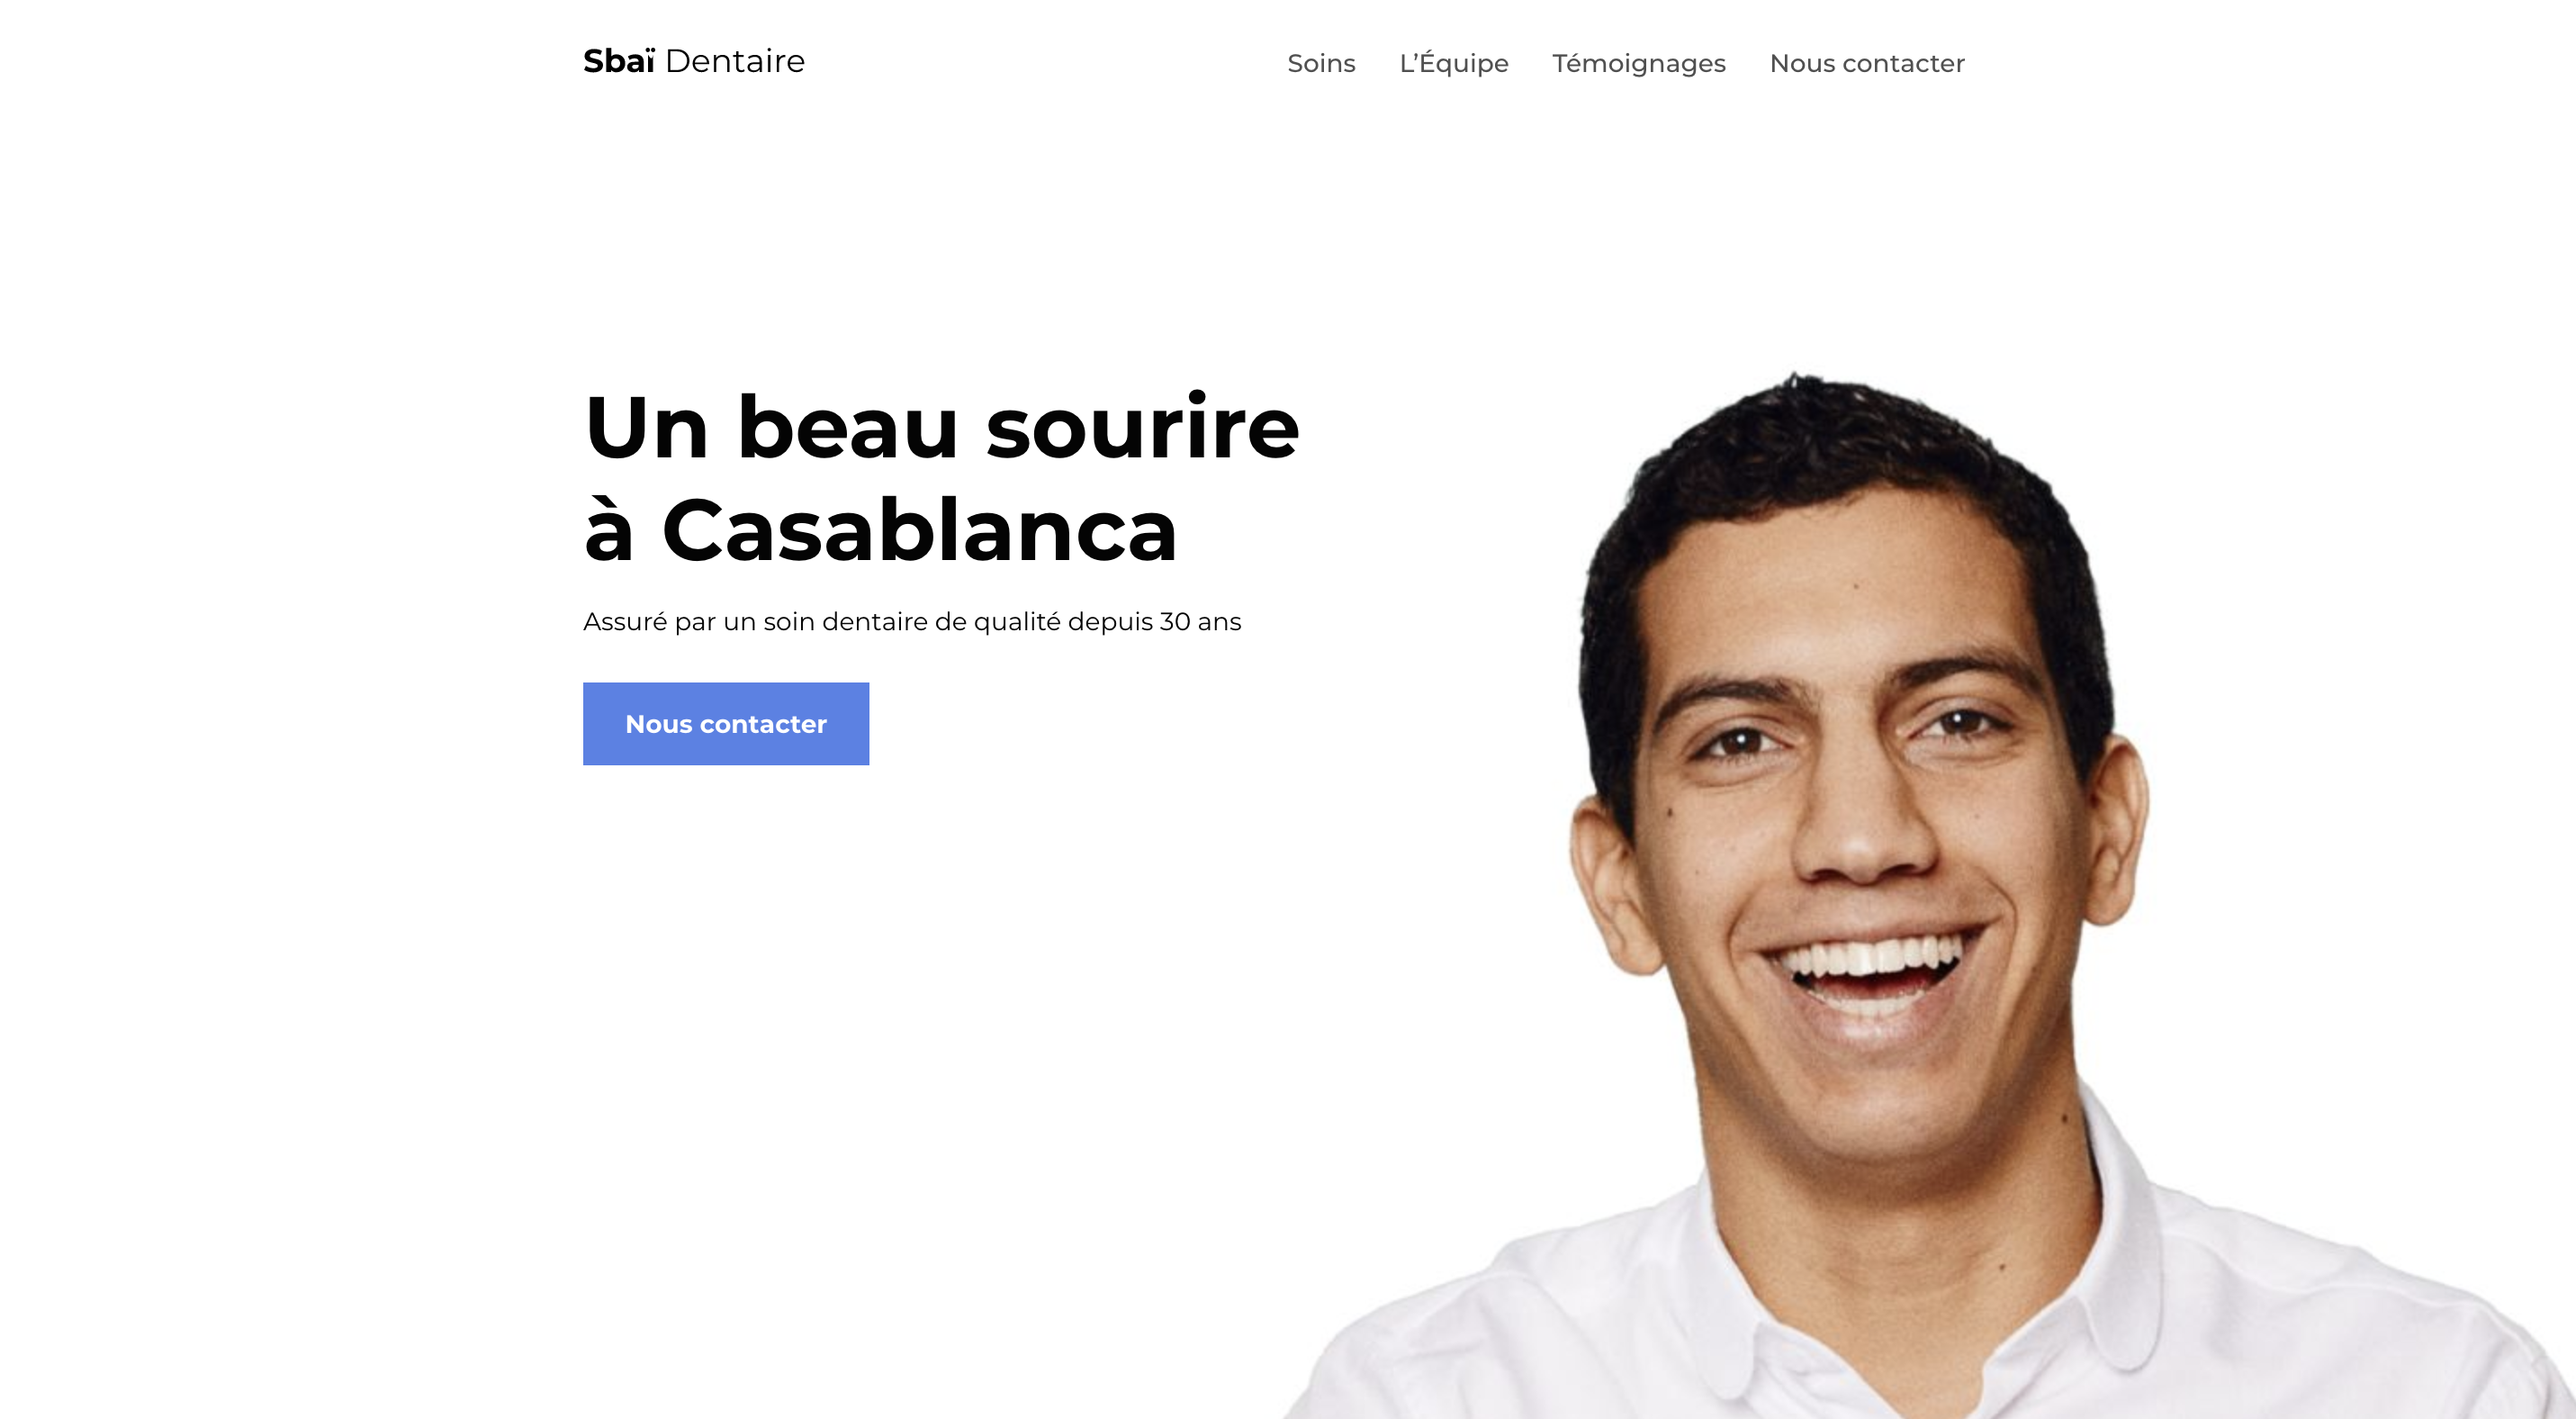 Sbaï Dentaire
Soins
L’Équipe
Témoignages
Nous contacter
Un beau sourire
à Casablanca
Assuré par un soin dentaire de qualité depuis 30 ans
Nous contacter